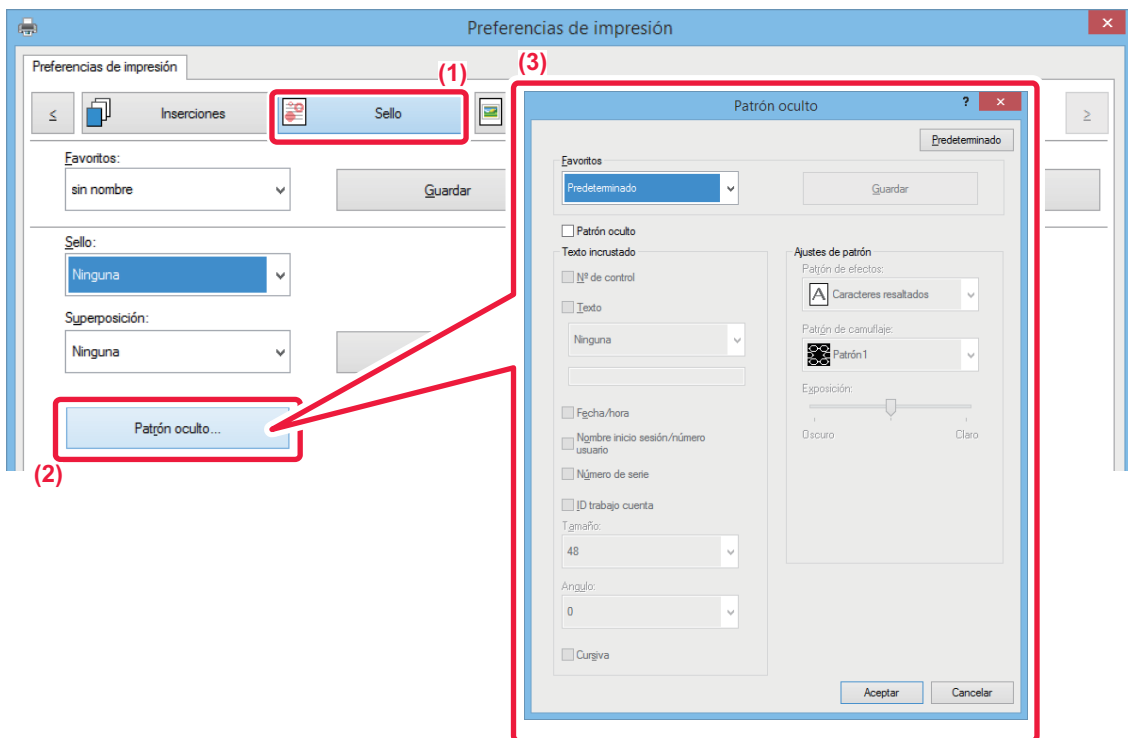 Preferencias de impresión
Preferencias de impresión
(1)
(3)
≤
Inserciones
Sello
≥
Favoritos:
sin nombre
Guardar
Sello:
Ninguna
Superposición:
Ninguna
Patrón oculto...
(2)
Patrón oculto
?
Predeterminado
Favoritos
Predeterminado
Guardar
Patrón oculto
Texto incrustado
Nº de control
Texto
Ninguna
Fecha/hora
Nombre inicio sesión/número
usuario
Número de serie
ID trabajo cuenta
Tamaño:
48
Angulo:
0
Cursiva
Ajustes de patrón
Patrón de efectos:
A
Caracteres resaltados
Patrón de camuflaje:
Patrón1
Exposición:
Oscuro
Claro
Aceptar
Cancelar